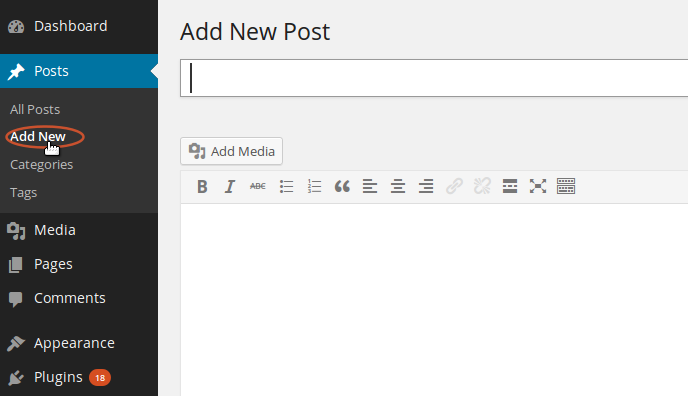 Dashboard
Posts
All Posts
Add New
Categories
Tags
Media
Pages
Comments
Appearance
Plugins 18
Add New Post
Add Media
B I ABC